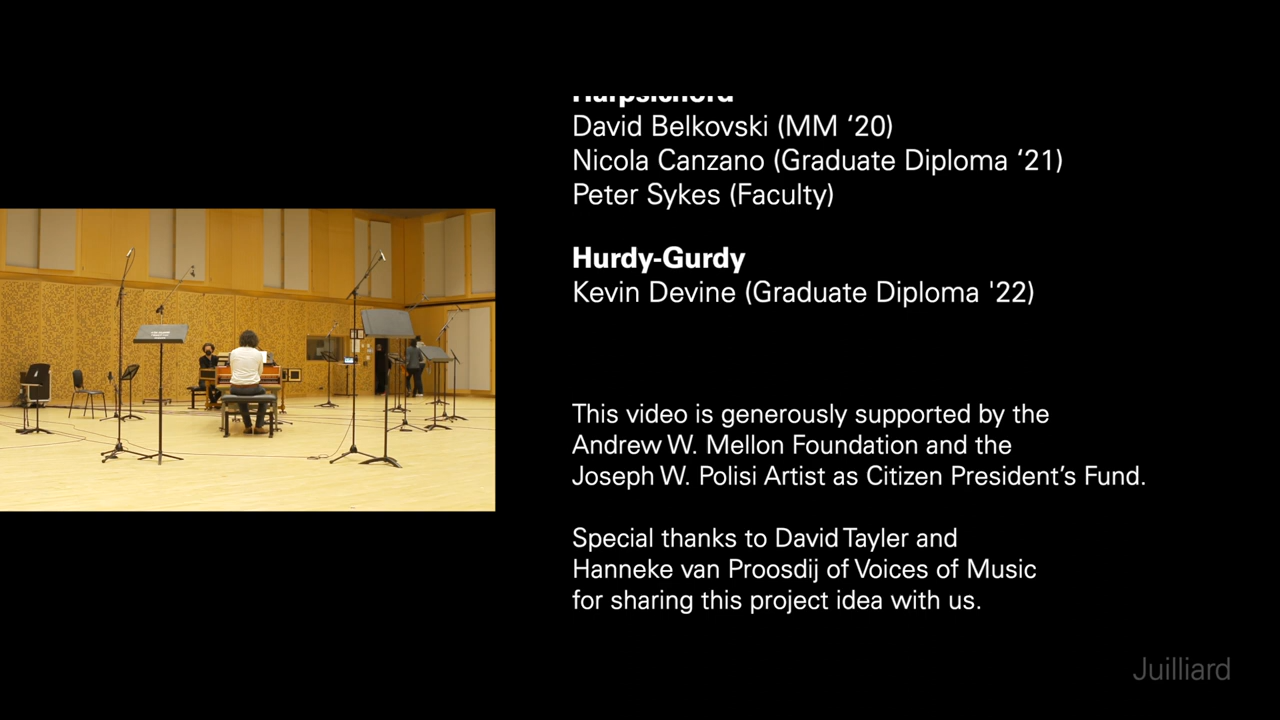 Harpsichord
David Belkovski (MM ‘20)
Nicola Canzano (Graduate Diploma ‘21)
Peter Sykes (Faculty)
Hurdy-Gurdy
Kevin Devine (Graduate Diploma '22)
This video is generously supported by the
Andrew W. Mellon Foundation and the
Joseph W. Polisi Artist as Citizen President’s Fund.
Special thanks to David Tayler and
Hanneke van Proosdij of Voices of Music
for sharing this project idea with us.
Juilliard